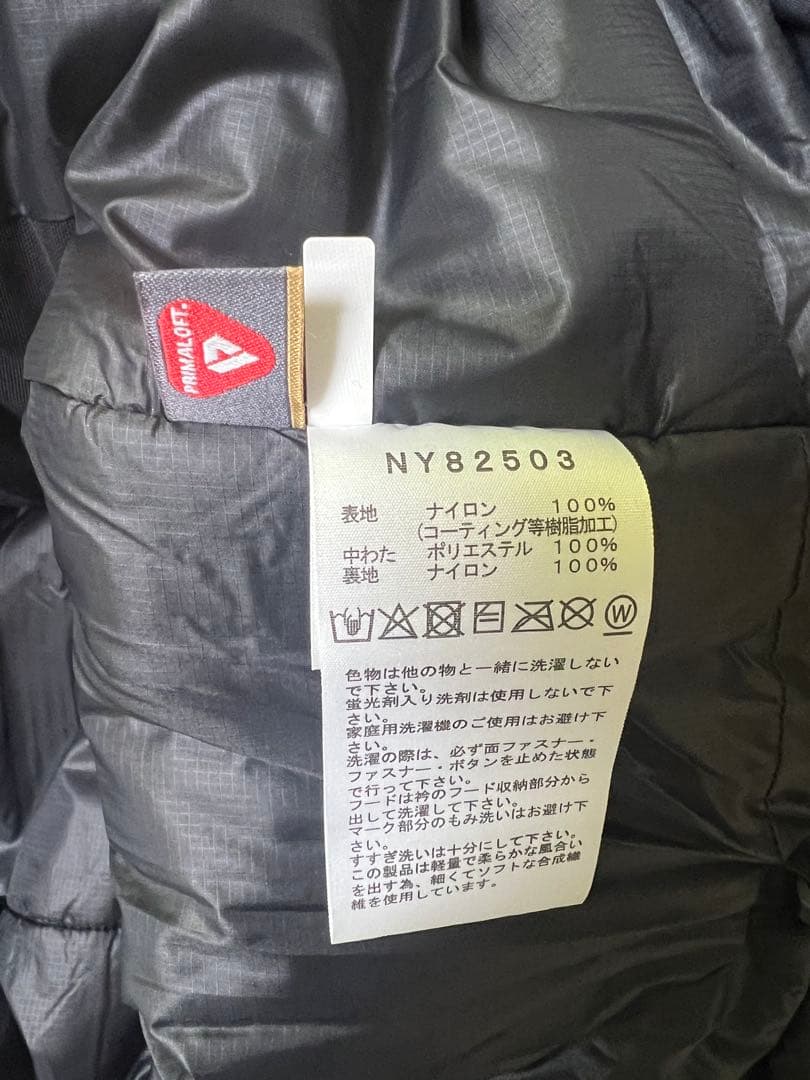 PRIMALOFT.
NY82503
表地 ナイロン 100%
(コーティング等樹脂加工)
中わた ポリエステル 100%
裏地 ナイロン 100%
W
色物は他の物と一緒に洗濯しない
で下さい。
蛍光剤入り洗剤は使用しないで下
さい。
家庭用洗濯機のご使用はお避け下
さい。
洗濯の際は、必ず面ファスナー・
ファスナー・ボタンを止めた状態
で行って下さい。
フードは衿のフード収納部分から
出して洗濯して下さい。
マーク部分のもみ洗いはお避け下
さい。
すすぎ洗いは十分にして下さい。
この製品は軽量で柔らかな風合い
を出す為、細くてソフトな合成繊
維を使用しています。